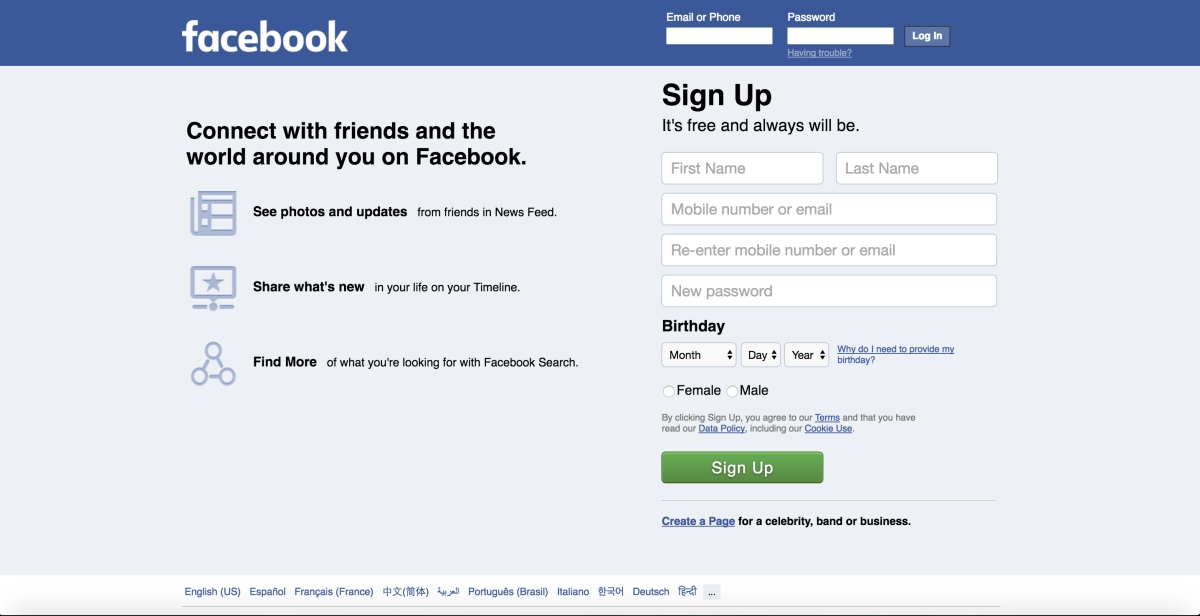 facebook
Email or Phone
Password
Log In
Having trouble?
Connect with friends and the
world around you on Facebook.
See photos and updates from friends in News Feed.
Share what's new in your life on your Timeline.
Find More of what you're looking for with Facebook Search.
Sign Up
It's free and always will be.
First Name
Last Name
Mobile number or email
Re-enter mobile number or email
New password
Birthday
Month
Day
Year
Why do I need to provide my
birthday?
Female
Male
By clicking Sign Up, you agree to our Terms and that you have
read our Data Policy, including our Cookie Use.
Sign Up
Create a Page for a celebrity, band or business.
English (US) Español Français (France) 中文(简体) العربية Português (Brasil) Italiano 한국어 Deutsch हिन्दी ...